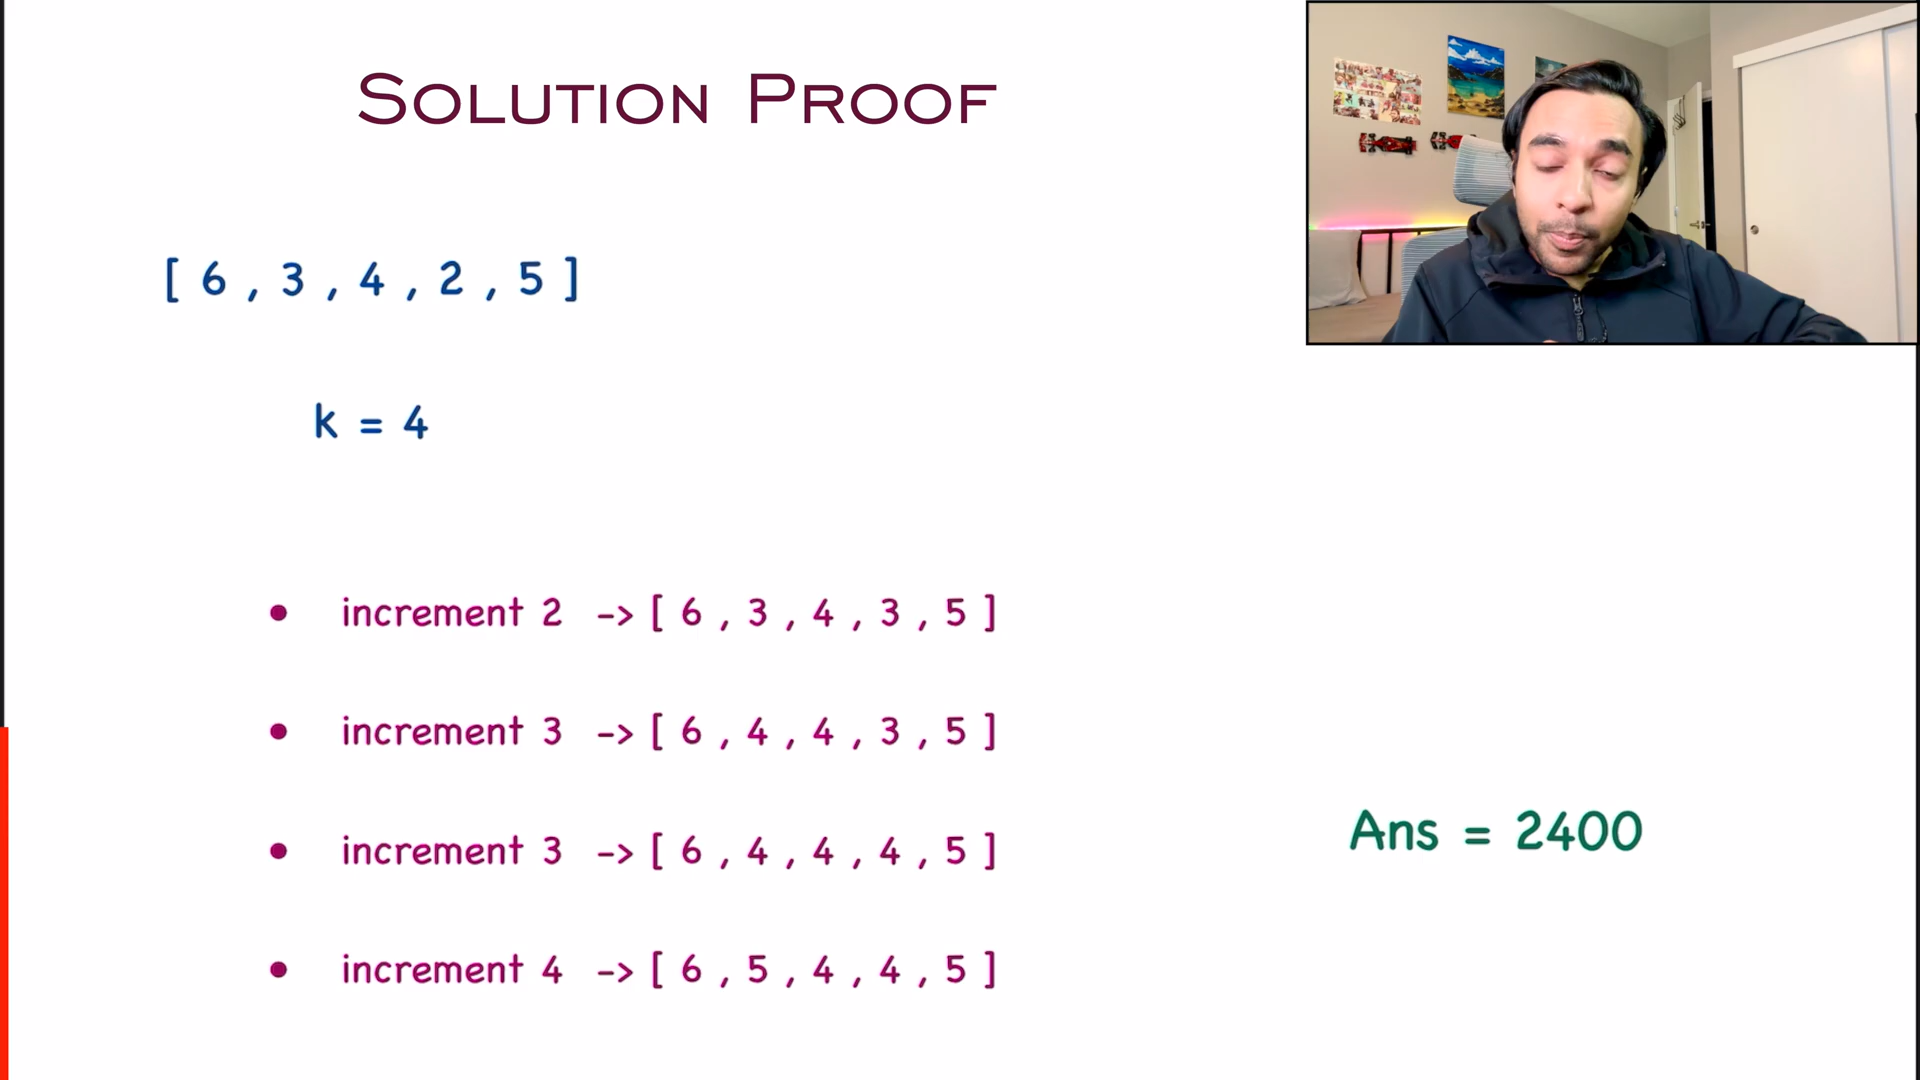 SOLUTION PROOF
[ 6 , 3 , 4 , 2 , 5 ]
k = 4
• increment 2 -> [ 6 , 3 , 4 , 3 , 5 ]
• increment 3 -> [ 6 , 4 , 4 , 3 , 5 ]
• increment 3 -> [ 6 , 4 , 4 , 4 , 5 ]
• increment 4 -> [ 6 , 5 , 4 , 4 , 5 ]
Ans = 2400